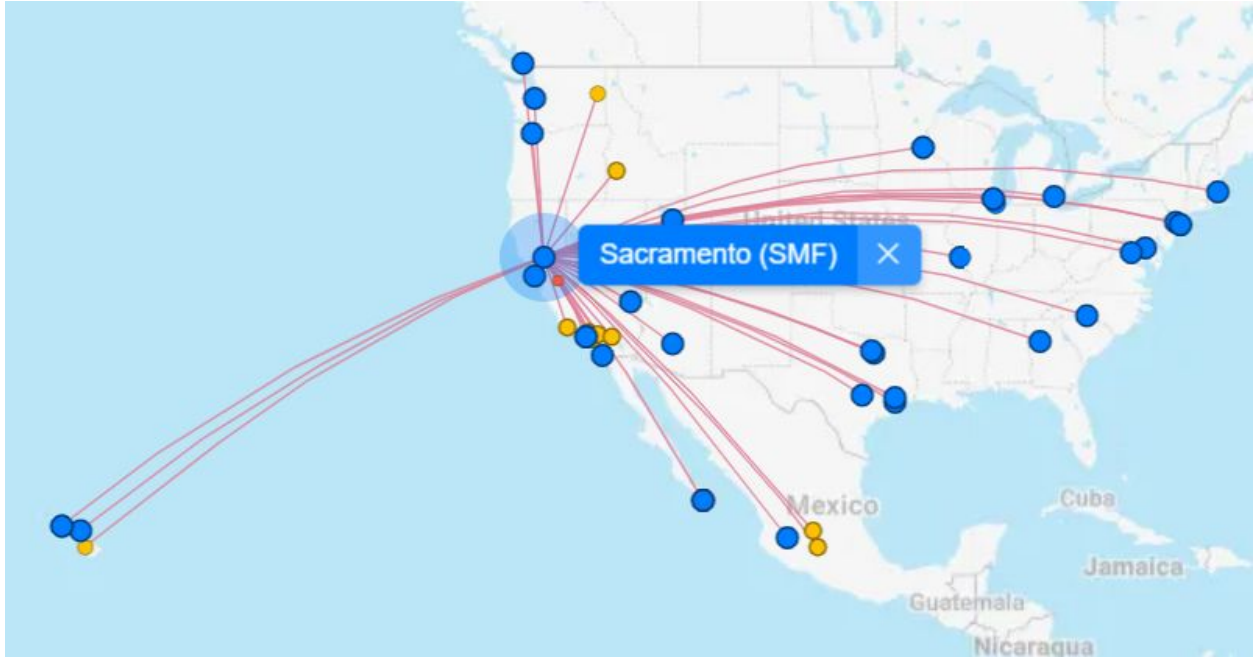 United States
Sacramento (SMF) ×
Mexico
Cuba
Jamaica
Guatemala
Nicaragua